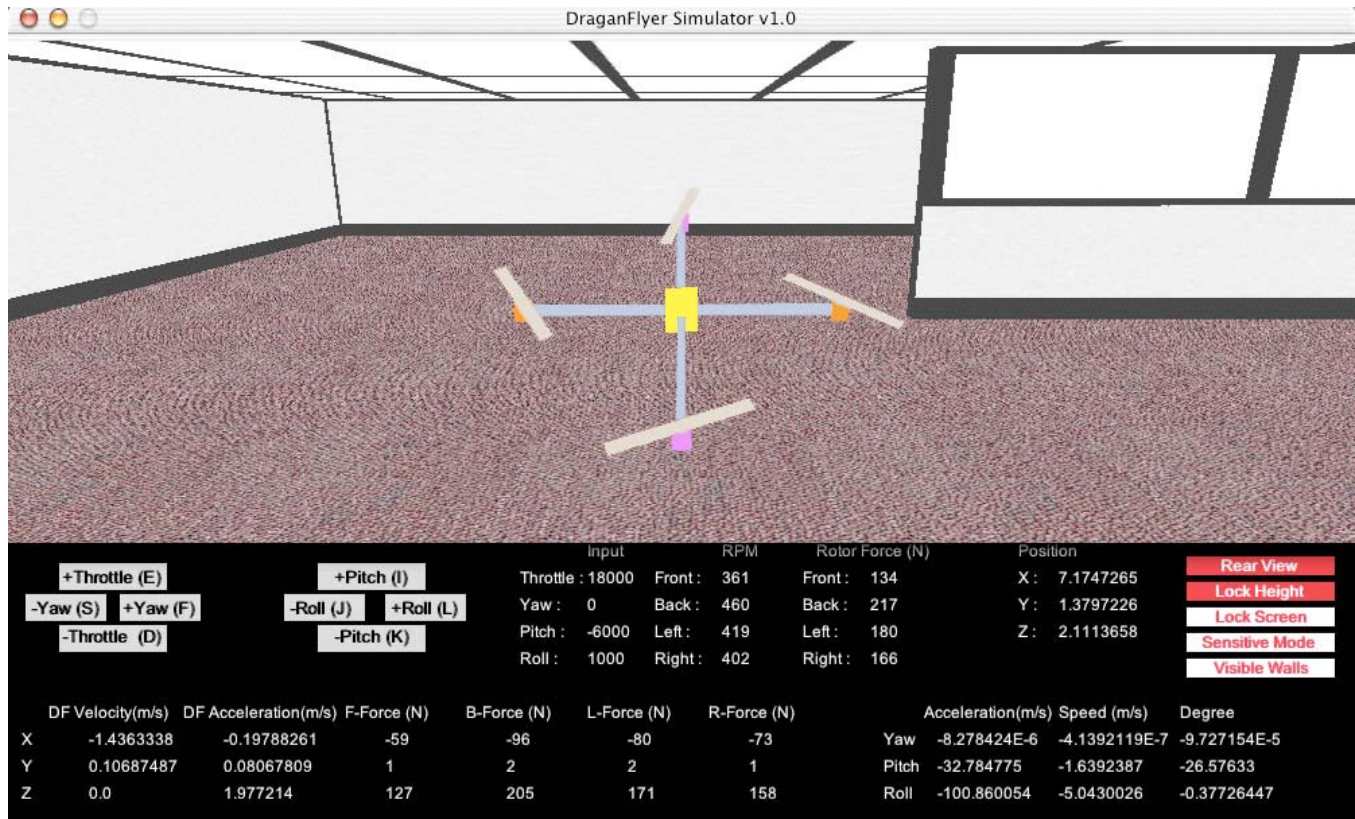 DraganFlyer Simulator v1.0
Input RPM Rotor Force (N) Position
+Throttle (E) +Pitch (I) Throttle : 18000 Front : 361 Front : 134 X : 7.1747265 Rear View
-Yaw (S) +Yaw (F) -Roll (J) +Roll (L) Yaw : 0 Back : 460 Back : 217 Y : 1.3797226 Lock Height
-Throttle (D) -Pitch (K) Pitch : -6000 Left : 419 Left : 180 Z : 2.1113658 Lock Screen
Sensitive Mode
Roll : 1000 Right : 402 Right : 166 Visible Walls
DF Velocity(m/s) DF Acceleration(m/s) F-Force (N) B-Force (N) L-Force (N) R-Force (N) Acceleration(m/s) Speed (m/s) Degree
X -1.4363338 -0.19788261 -59 -96 -80 -73 Yaw -8.278424E-6 -4.1392119E-7 -9.727154E-5
Y 0.10687487 0.08067809 1 2 2 1 Pitch -32.784775 -1.6392387 -26.57633
Z 0.0 1.977214 127 205 171 158 Roll -100.860054 -5.0430026 -0.37726447